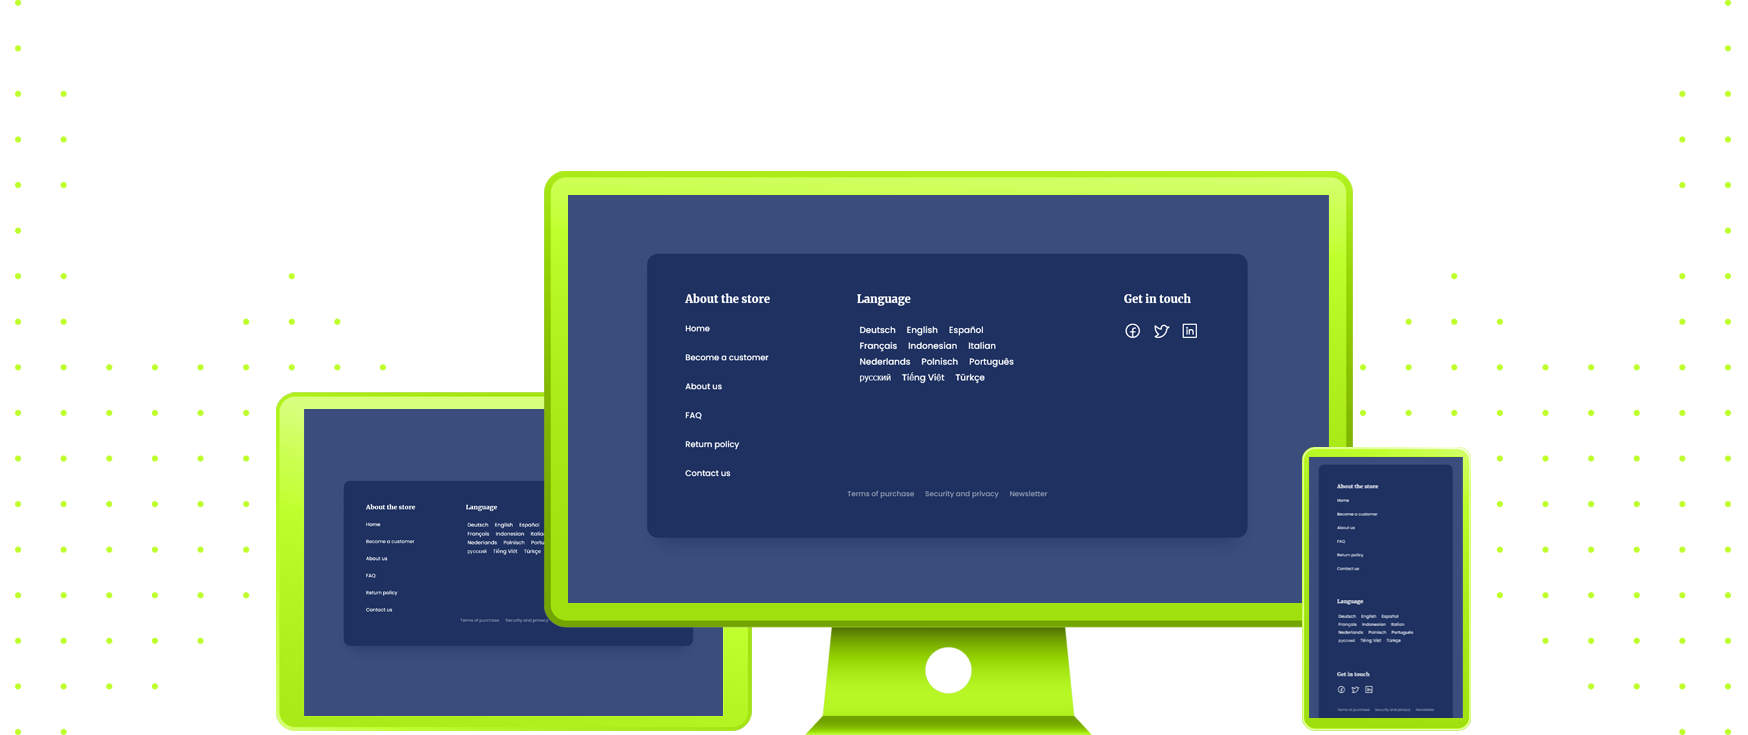 About the store
Home
Become a customer
About us
FAQ
Return policy
Contact us
Language
Deutsch English Español
Français Indonesian Italian
Nederlands Polnisch Português
русский Tiếng Việt Türkçe
Get in touch
Terms of purchase Security and privacy Newsletter
About the store
Home
Become a customer
About us
FAQ
Return policy
Contact us
Language
Deutsch English Español
Français Indonesian
Nederlands Polnisch
русский Tiếng Việt Türkçe
Terms of purchase Security and privacy
About the store
Home
Become a customer
About us
FAQ
Return policy
Contact us
Language
Deutsch English Español
Français Indonesian Italian
Nederlands Polnisch Português
русский Tiếng Việt Türkçe
Get in touch
Terms of purchase Security and privacy Newsletter